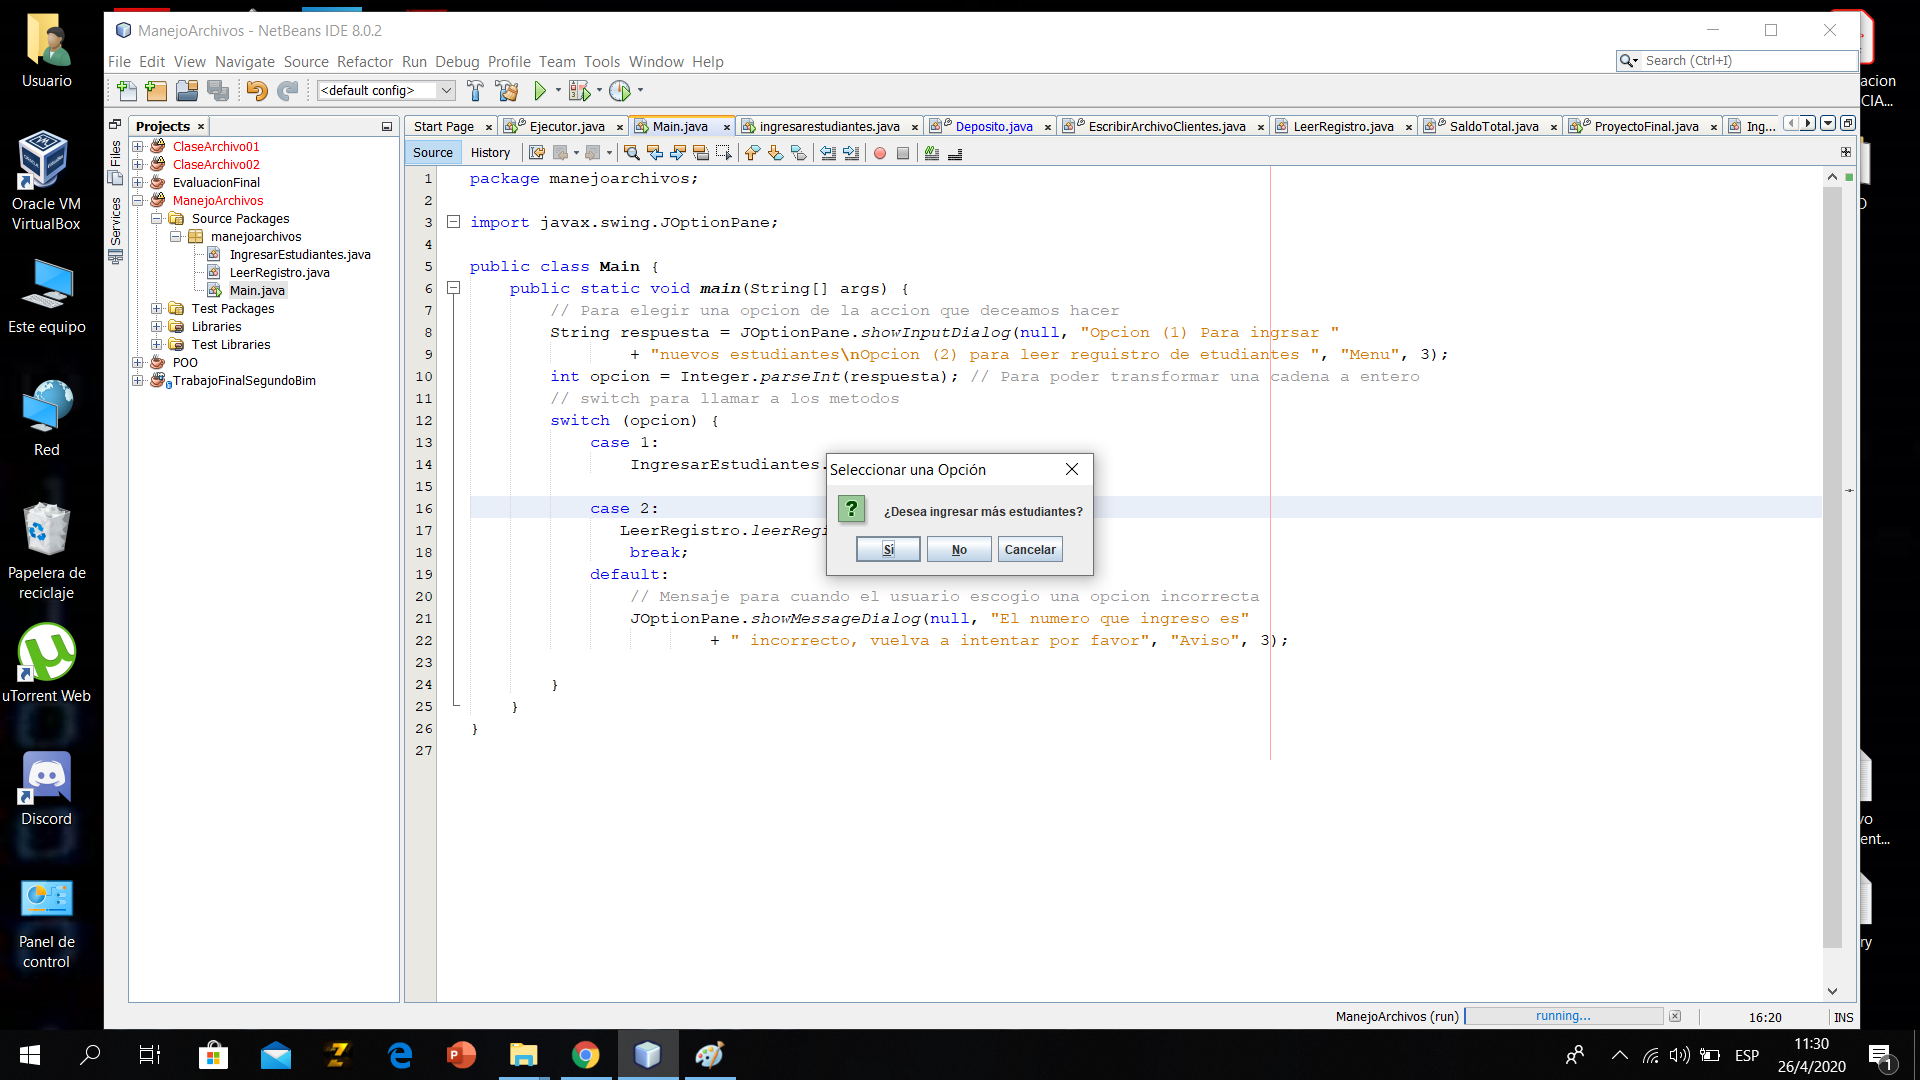 Usuario
Oracle VM
VirtualBox
Este equipo
Red
Papelera de
reciclaje
uTorrent Web
Discord
Panel de
control
ManejoArchivos - NetBeans IDE 8.0.2
File Edit View Navigate Source Refactor Run Debug Profile Team Tools Window Help
Search (Ctrl+I)
<default config>
Files
Services
Projects
ClaseArchivo01
ClaseArchivo02
EvaluacionFinal
ManejoArchivos
Source Packages
manejoarchivos
IngresarEstudiantes.java
LeerRegistro.java
Main.java
Test Packages
Libraries
Test Libraries
POO
TrabajoFinalSegundoBim
Start Page Ejecutor.java Main.java ingresarestudiantes.java Deposito.java EscribirArchivoClientes.java LeerRegistro.java SaldoTotal.java ProyectoFinal.java Ing...
Source History
1 package manejoarchivos;
2
3 import javax.swing.JOptionPane;
4
5 public class Main {
6 public static void main(String[] args) {
7 // Para elegir una opcion de la accion que deceamos hacer
8 String respuesta = JOptionPane.showInputDialog(null, "Opcion (1) Para ingrsar "
9 + "nuevos estudiantes\nOpcion (2) para leer reguistro de etudiantes ", "Menu", 3);
10 int opcion = Integer.parseInt(respuesta); // Para poder transformar una cadena a entero
11 // switch para llamar a los metodos
12 switch (opcion) {
13 case 1:
14 IngresarEstudiantes.
15
16 case 2:
17 LeerRegistro.leerRegi
18 break;
19 default:
20 // Mensaje para cuando el usuario escogio una opcion incorrecta
21 JOptionPane.showMessageDialog(null, "El numero que ingreso es"
22 + " incorrecto, vuelva a intentar por favor", "Aviso", 3);
23
24 }
25 }
26 }
27
Seleccionar una Opción
¿Desea ingresar más estudiantes?
Sí No Cancelar
ManejoArchivos (run) running... 16:20 INS
acion
CIA...
O
vo
ent...
ry
ESP
11:30
26/4/2020
1